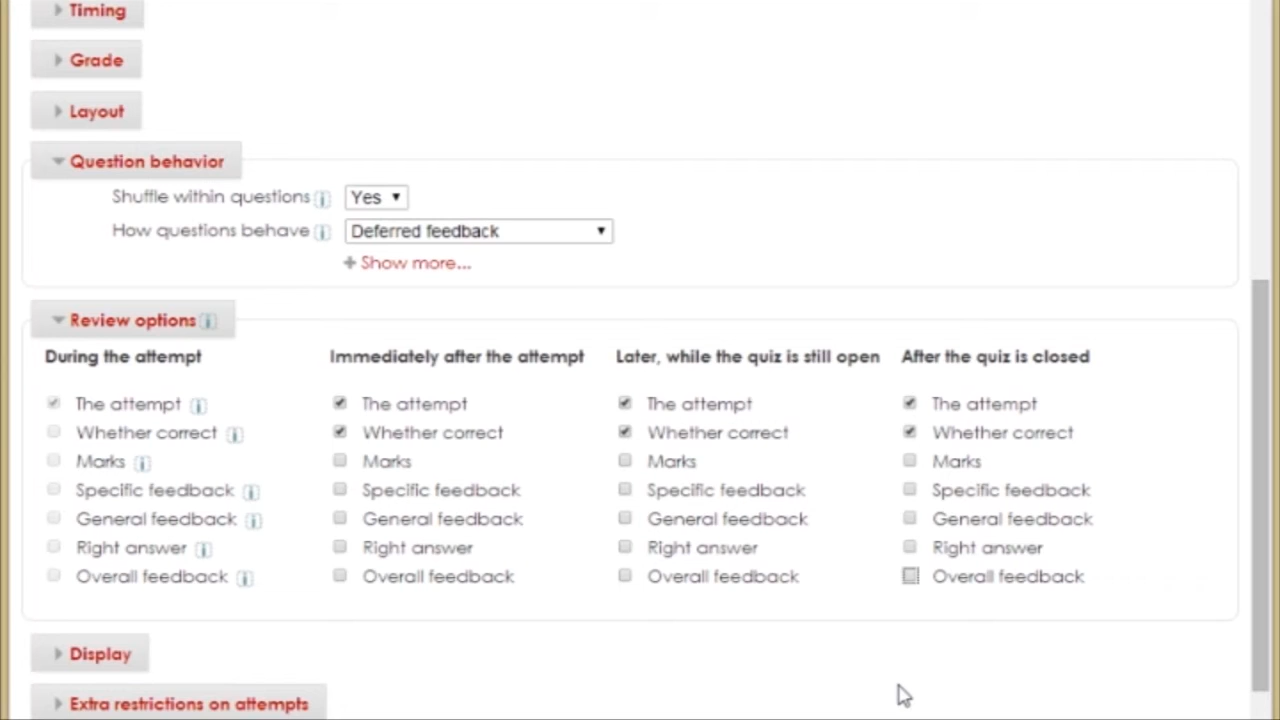 Timing
Grade
Layout
Question behavior
Shuffle within questions Yes
How questions behave Deferred feedback
Show more...
Review options
During the attempt Immediately after the attempt Later, while the quiz is still open After the quiz is closed
The attempt The attempt The attempt The attempt
Whether correct Whether correct Whether correct Whether correct
Marks Marks Marks Marks
Specific feedback Specific feedback Specific feedback Specific feedback
General feedback General feedback General feedback General feedback
Right answer Right answer Right answer Right answer
Overall feedback Overall feedback Overall feedback Overall feedback
Display
Extra restrictions on attempts